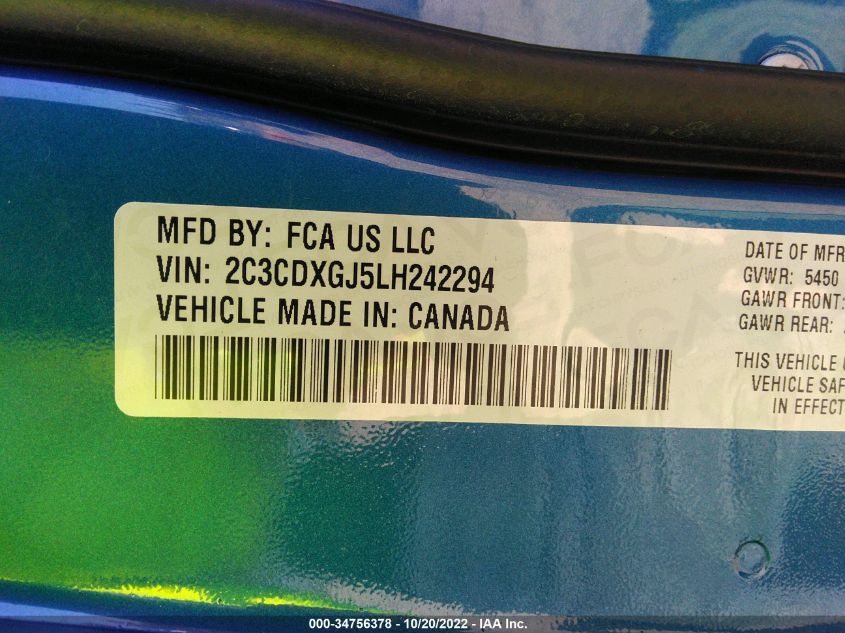 MFD BY: FCA US LLC
VIN: 2C3CDXGJ5LH242294
VEHICLE MADE IN: CANADA
DATE OF MFR
GVWR: 5450
GAWR FRONT:
GAWR REAR:
THIS VEHICLE
VEHICLE SAF
IN EFFECT
000-34756378 - 10/20/2022 - IAA Inc.